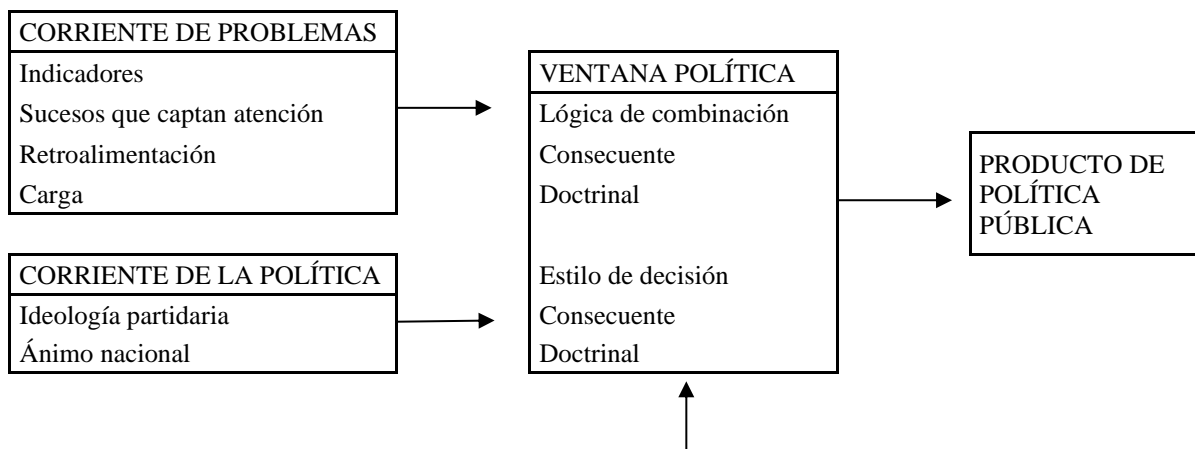 CORRIENTE DE PROBLEMAS
Indicadores
Sucesos que captan atención
Retroalimentación
Carga
CORRIENTE DE LA POLÍTICA
Ideología partidaria
Ánimo nacional
VENTANA POLÍTICA
Lógica de combinación
Consecuente
Doctrinal
Estilo de decisión
Consecuente
Doctrinal
PRODUCTO DE
POLÍTICA
PÚBLICA